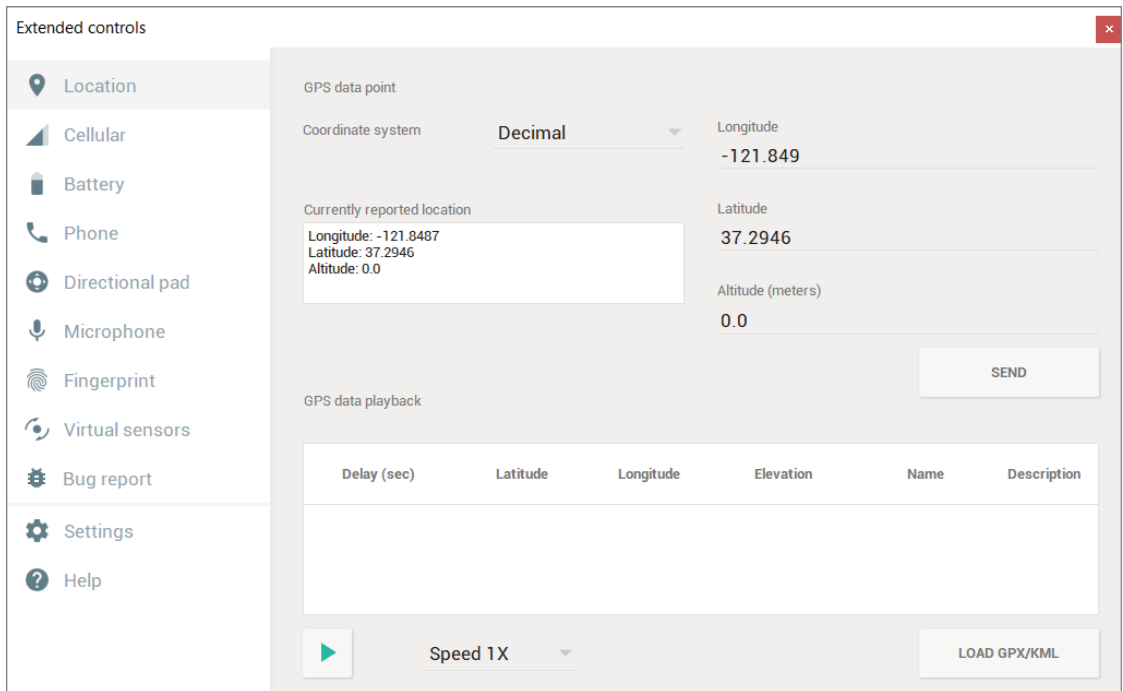 Extended controls
Location
Cellular
Battery
Phone
Directional pad
Microphone
Fingerprint
Virtual sensors
Bug report
Settings
Help
GPS data point
Coordinate system
Decimal
Longitude
-121.849
Currently reported location
Longitude: -121.8487
Latitude: 37.2946
Altitude: 0.0
Latitude
37.2946
Altitude (meters)
0.0
SEND
GPS data playback
Delay (sec) Latitude Longitude Elevation Name Description
Speed 1X
LOAD GPX/KML